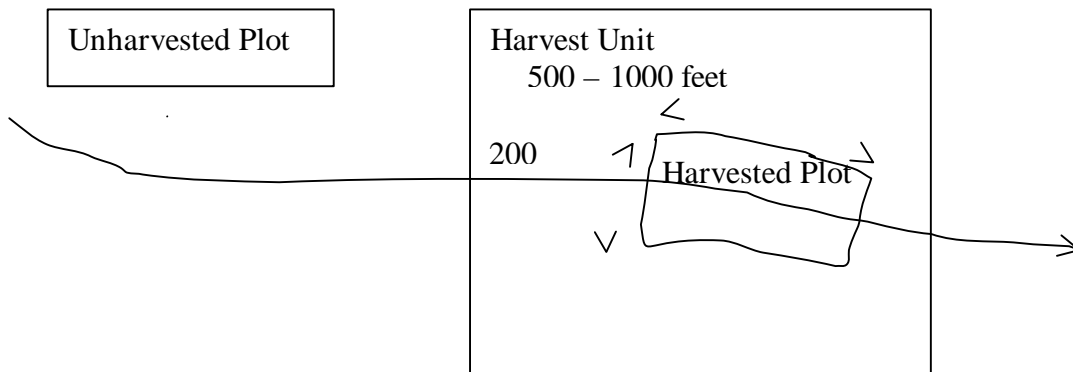 Unharvested Plot
Harvest Unit
500 – 1000 feet
200
Harvested Plot